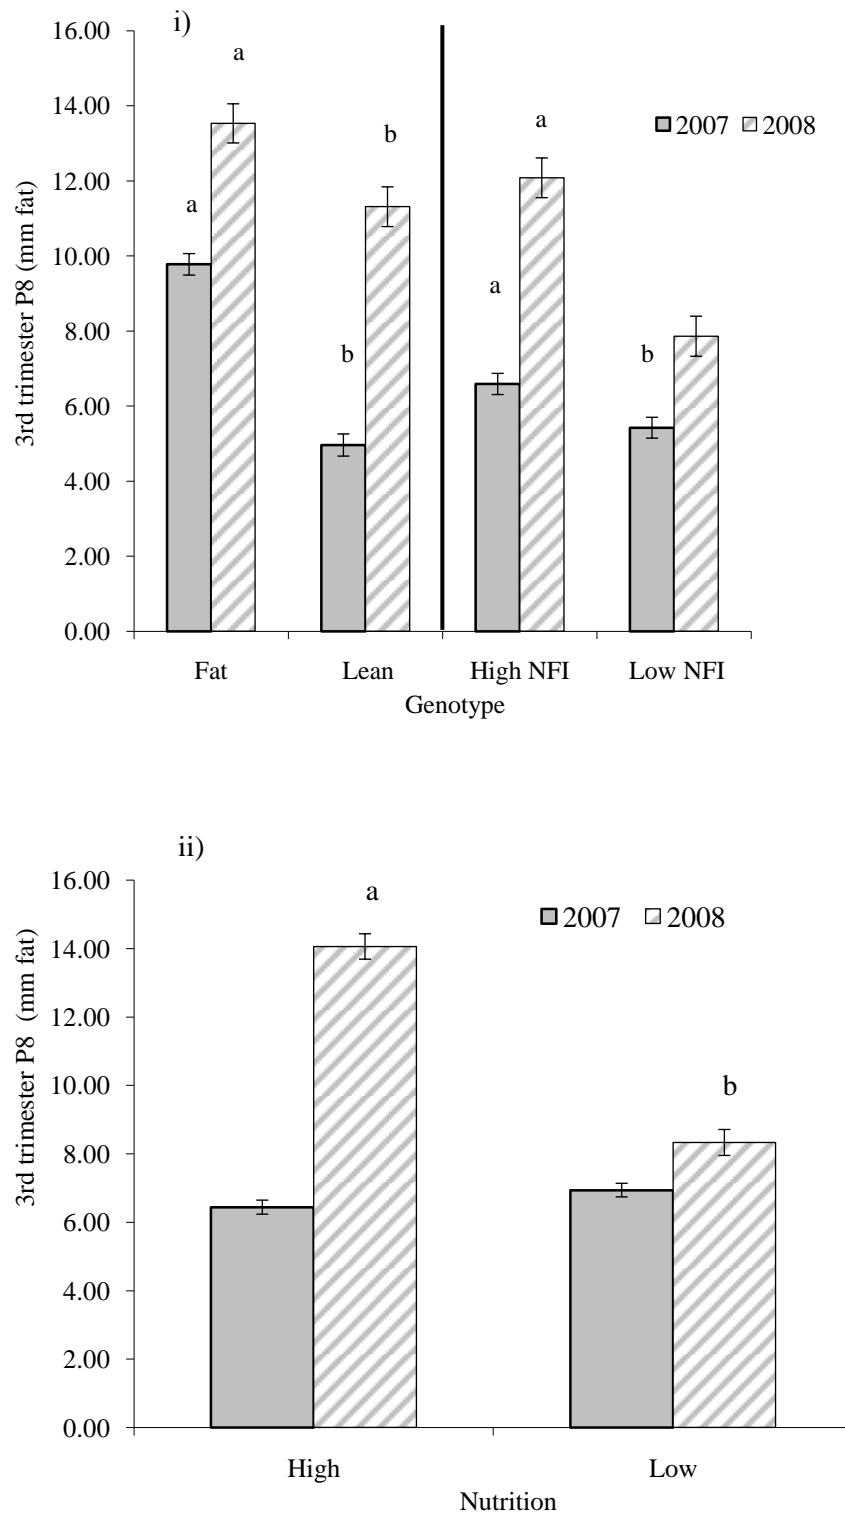 i)
16.00
14.00
12.00
10.00
8.00
6.00
4.00
2.00
0.00
3rd trimester P8 (mm fat)
a
a
b
b
a
a
b
2007 2008
Fat Lean High NFI Low NFI
Genotype
ii)
16.00
14.00
12.00
10.00
8.00
6.00
4.00
2.00
0.00
3rd trimester P8 (mm fat)
a
b
2007 2008
High Low
Nutrition